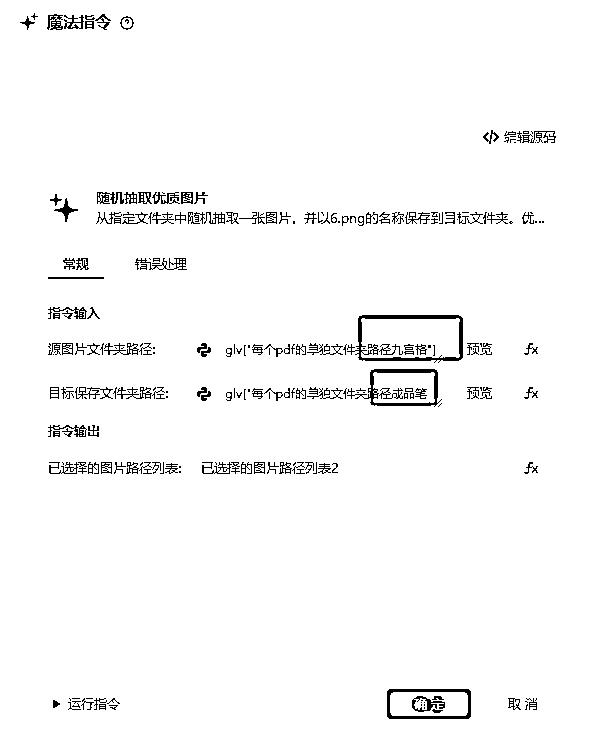 魔法指令
编辑源码
随机抽取优质图片
从指定文件夹中随机抽取一张图片，并以6.png的名称保存到目标文件夹。优...
常规 错误处理
指令输入
源图片文件夹路径: glv["每个pdf的单独文件夹路径九宫格"] 预览 fx
目标保存文件夹路径: glv["每个pdf的单独文件夹路径成品笔 预览 fx
指令输出
已选择的图片路径列表: 已选择的图片路径列表2 fx
运行指令 确定 取消